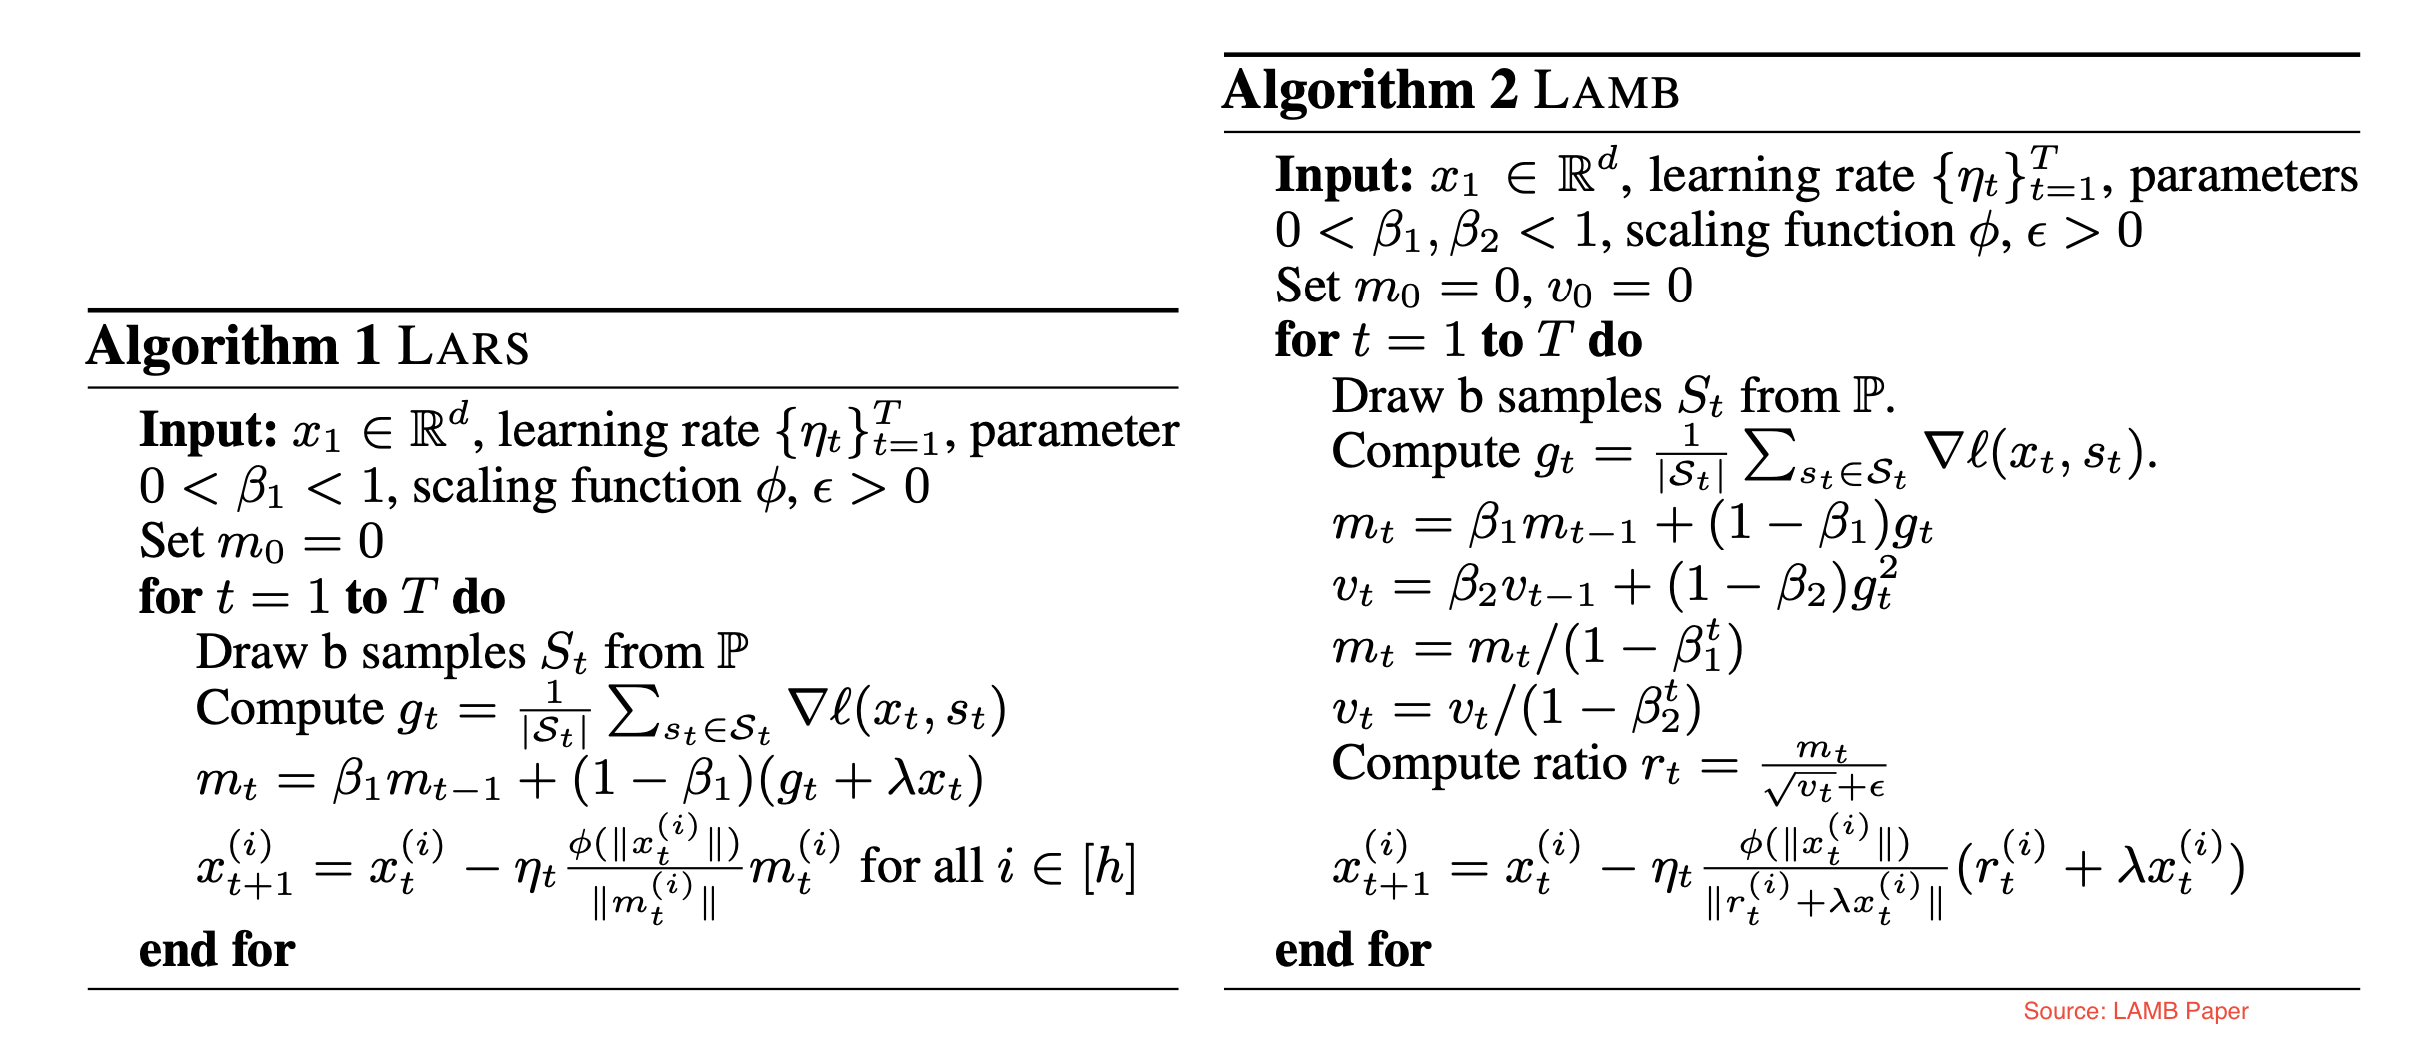 Algorithm 1 LARS
Input: $x_1 \in \mathbb{R}^d$, learning rate $\{\eta_t\}_{t=1}^T$, parameter
$0 < \beta_1 < 1$, scaling function $\phi$, $\epsilon > 0$
Set $m_0 = 0$
for $t = 1$ to $T$ do
Draw b samples $S_t$ from $\mathbb{P}$
Compute $g_t = \frac{1}{|\mathcal{S}_t|} \sum_{s_t \in \mathcal{S}_t} \nabla \ell(x_t, s_t)$
$m_t = \beta_1 m_{t-1} + (1 - \beta_1)(g_t + \lambda x_t)$
$x_{t+1}^{(i)} = x_t^{(i)} - \eta_t \frac{\phi(\|x_t^{(i)}\|)}{\|m_t^{(i)}\|} m_t^{(i)}$ for all $i \in [h]$
end for
Algorithm 2 LAMB
Input: $x_1 \in \mathbb{R}^d$, learning rate $\{\eta_t\}_{t=1}^T$, parameters
$0 < \beta_1, \beta_2 < 1$, scaling function $\phi$, $\epsilon > 0$
Set $m_0 = 0$, $v_0 = 0$
for $t = 1$ to $T$ do
Draw b samples $S_t$ from $\mathbb{P}$.
Compute $g_t = \frac{1}{|\mathcal{S}_t|} \sum_{s_t \in \mathcal{S}_t} \nabla \ell(x_t, s_t)$.
$m_t = \beta_1 m_{t-1} + (1 - \beta_1) g_t$
$v_t = \beta_2 v_{t-1} + (1 - \beta_2) g_t^2$
$m_t = m_t / (1 - \beta_1^t)$
$v_t = v_t / (1 - \beta_2^t)$
Compute ratio $r_t = \frac{m_t}{\sqrt{v_t} + \epsilon}$
$x_{t+1}^{(i)} = x_t^{(i)} - \eta_t \frac{\phi(\|x_t^{(i)}\|)}{\|r_t^{(i)} + \lambda x_t^{(i)}\|} (r_t^{(i)} + \lambda x_t^{(i)})$
end for
Source: LAMB Paper